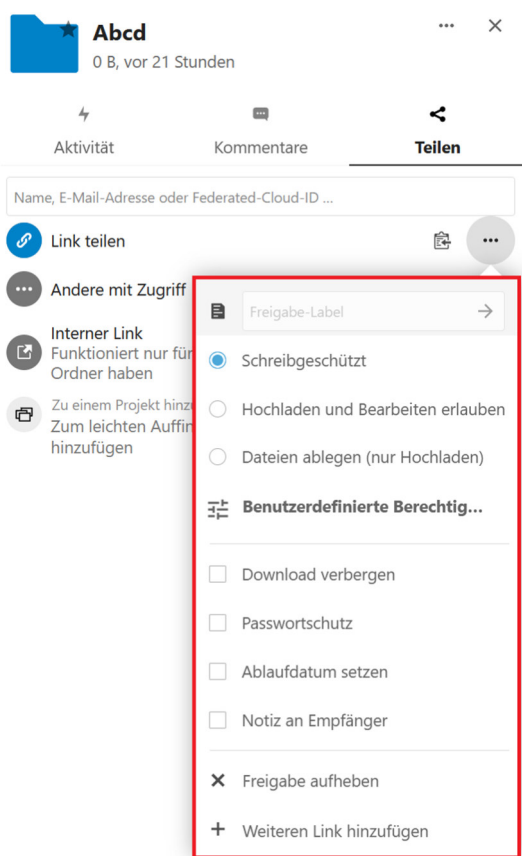 Abcd
0 B, vor 21 Stunden
Aktivität
Kommentare
Teilen
Name, E-Mail-Adresse oder Federated-Cloud-ID ...
Link teilen
Andere mit Zugriff
Interner Link
Funktioniert nur für
Ordner haben
Zu einem Projekt
Zum leichten
hinzufügen
Freigabe-Label
Schreibgeschützt
Hochladen und Bearbeiten erlauben
Dateien ablegen (nur Hochladen)
Benutzerdefinierte Berechtig...
Download verbergen
Passwortschutz
Ablaufdatum setzen
Notiz an Empfänger
Freigabe aufheben
Weiteren Link hinzufügen